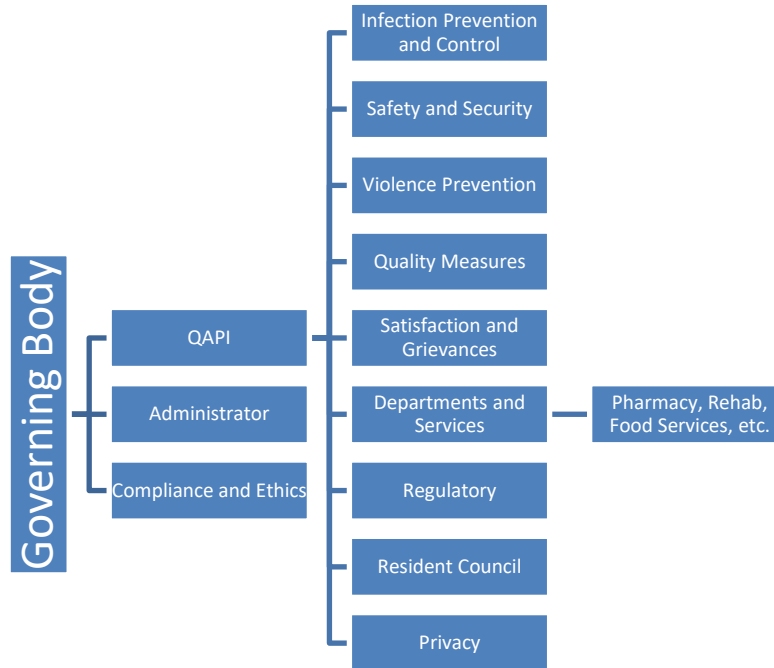 Governing Body
QAPI
Administrator
Compliance and Ethics
Infection Prevention
and Control
Safety and Security
Violence Prevention
Quality Measures
Satisfaction and
Grievances
Departments and
Services
Regulatory
Resident Council
Privacy
Pharmacy, Rehab,
Food Services, etc.